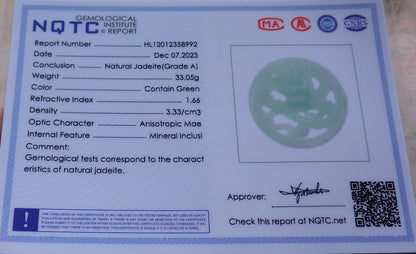 NQTC
GEMOLOGICAL
INSTITUTE
REPORT
MA
CNAS
Report Number HL12012358992
Date Dec 07.2023
Conclusion Natural Jadeite(Grade A)
Weight 33.05g
Color Contain Green
Refractive Index 1.66
Density 3.33/cm3
Optic Character Anisotropic Mae
Internal Feature Mineral Inclusi
Comment:
Gemological tests correspond to the charact
eristics of natural jadeite.
Approver:
Check this report at NQTC.net